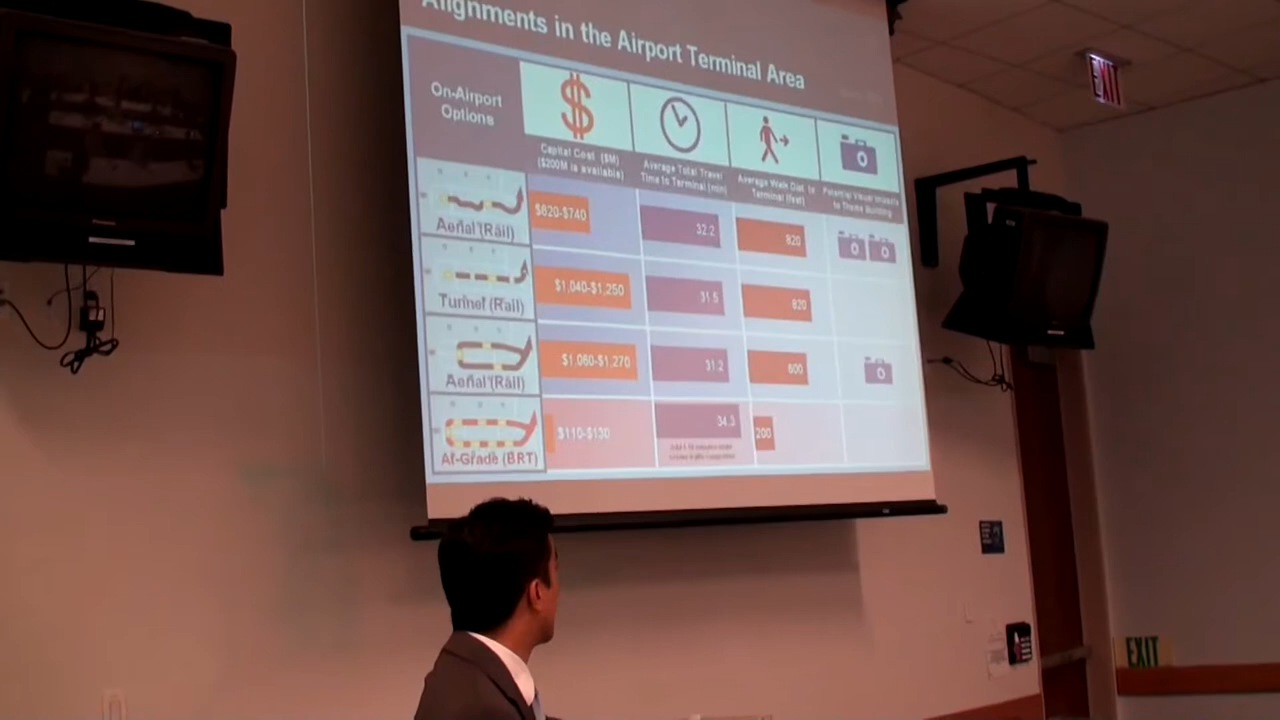 Alignments in the Airport Terminal Area
On-Airport
Options
$
Capital Cost ($M)
($200M is available)
Average Total Travel
Time to Terminal (min)
Average Walk Dist. to
Terminal (feet)
Potential Visual Impacts
to Theme Building
Aerial (Rail)
$620-$740
32.2
820
Tunnel (Rail)
$1,040-$1,250
31.5
820
Aerial (Rail)
$1,060-$1,270
31.2
600
At-Grade (BRT)
$110-$130
34.3
200
EXIT
EXIT